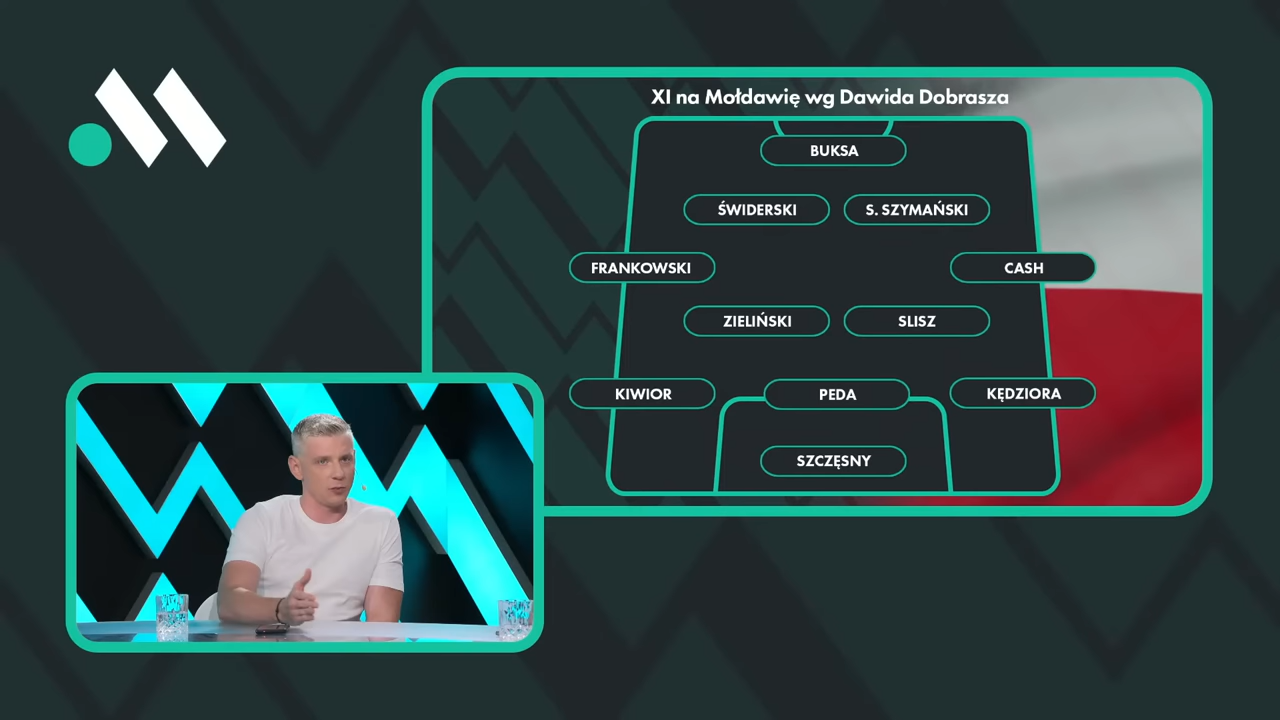 XI na Mołdawię wg Dawida Dobrasza
BUKSA
ŚWIDERSKI
S. SZYMAŃSKI
FRANKOWSKI
CASH
ZIELIŃSKI
SLISZ
KIWIOR
PEDA
KĘDZIORA
SZCZĘSNY